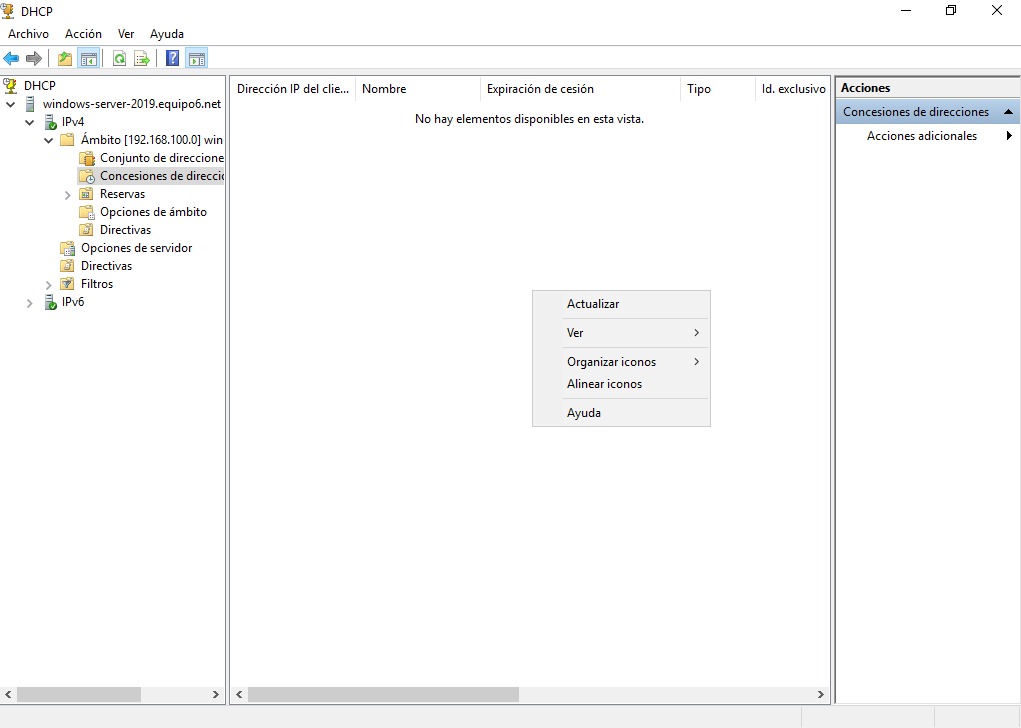 DHCP
Archivo Acción Ver Ayuda
DHCP
windows-server-2019.equipo6.net
IPv4
Ámbito [192.168.100.0] win
Conjunto de direccione
Concesiones de direccic
Reservas
Opciones de ámbito
Directivas
Opciones de servidor
Directivas
Filtros
IPv6
Dirección IP del clie... Nombre Expiración de cesión Tipo Id. exclusivo
No hay elementos disponibles en esta vista.
Actualizar
Ver
Organizar iconos
Alinear iconos
Ayuda
Acciones
Concesiones de direcciones
Acciones adicionales